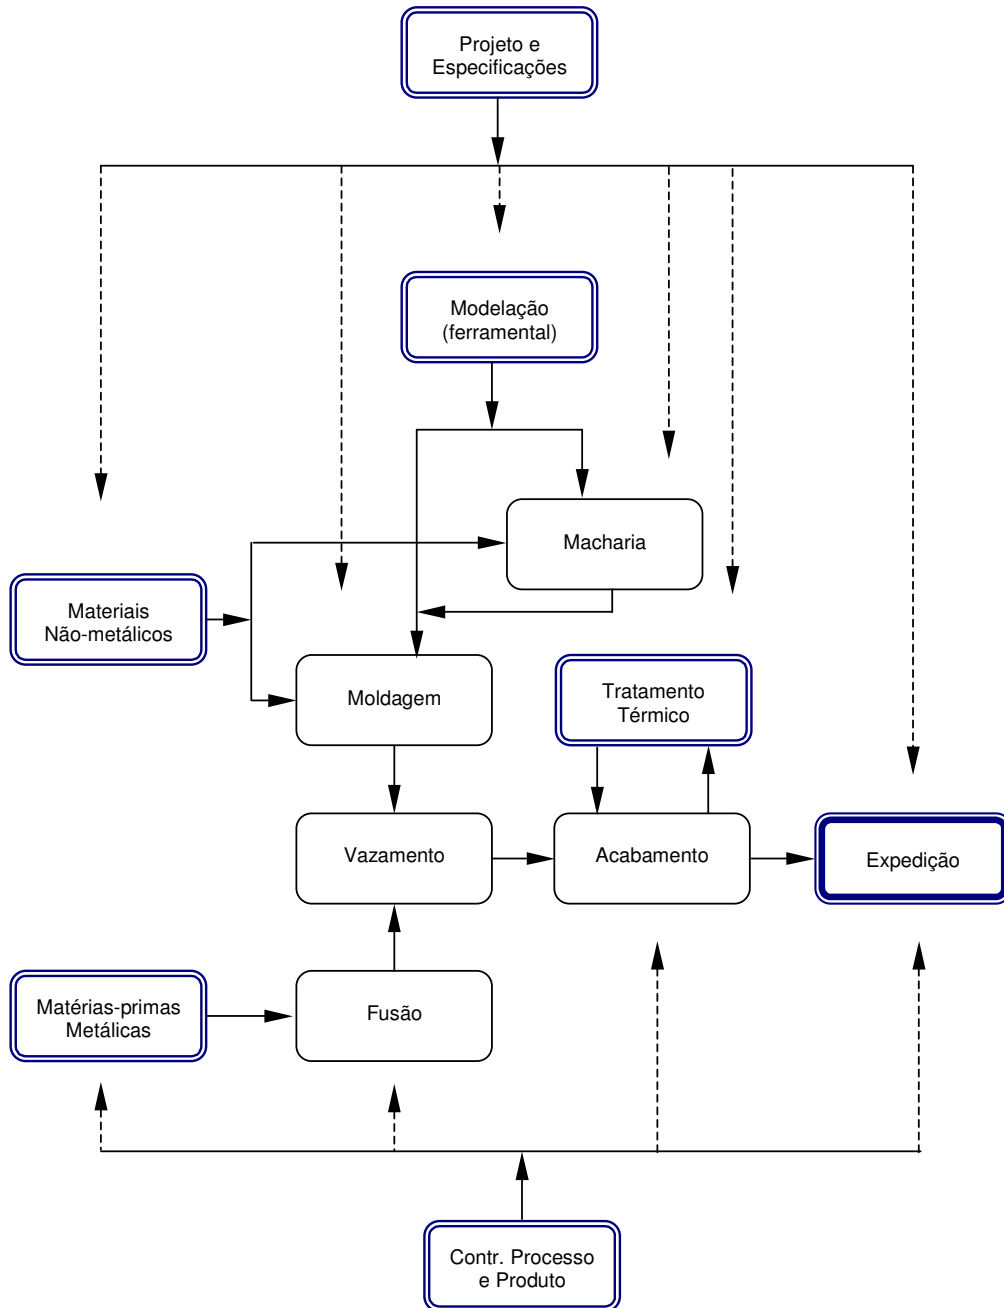 Projeto e
Especificações
Modelação
(ferramental)
Macharia
Materiais
Não-metálicos
Moldagem
Tratamento
Térmico
Vazamento
Acabamento
Expedição
Matérias-primas
Metálicas
Fusão
Contr. Processo
e Produto